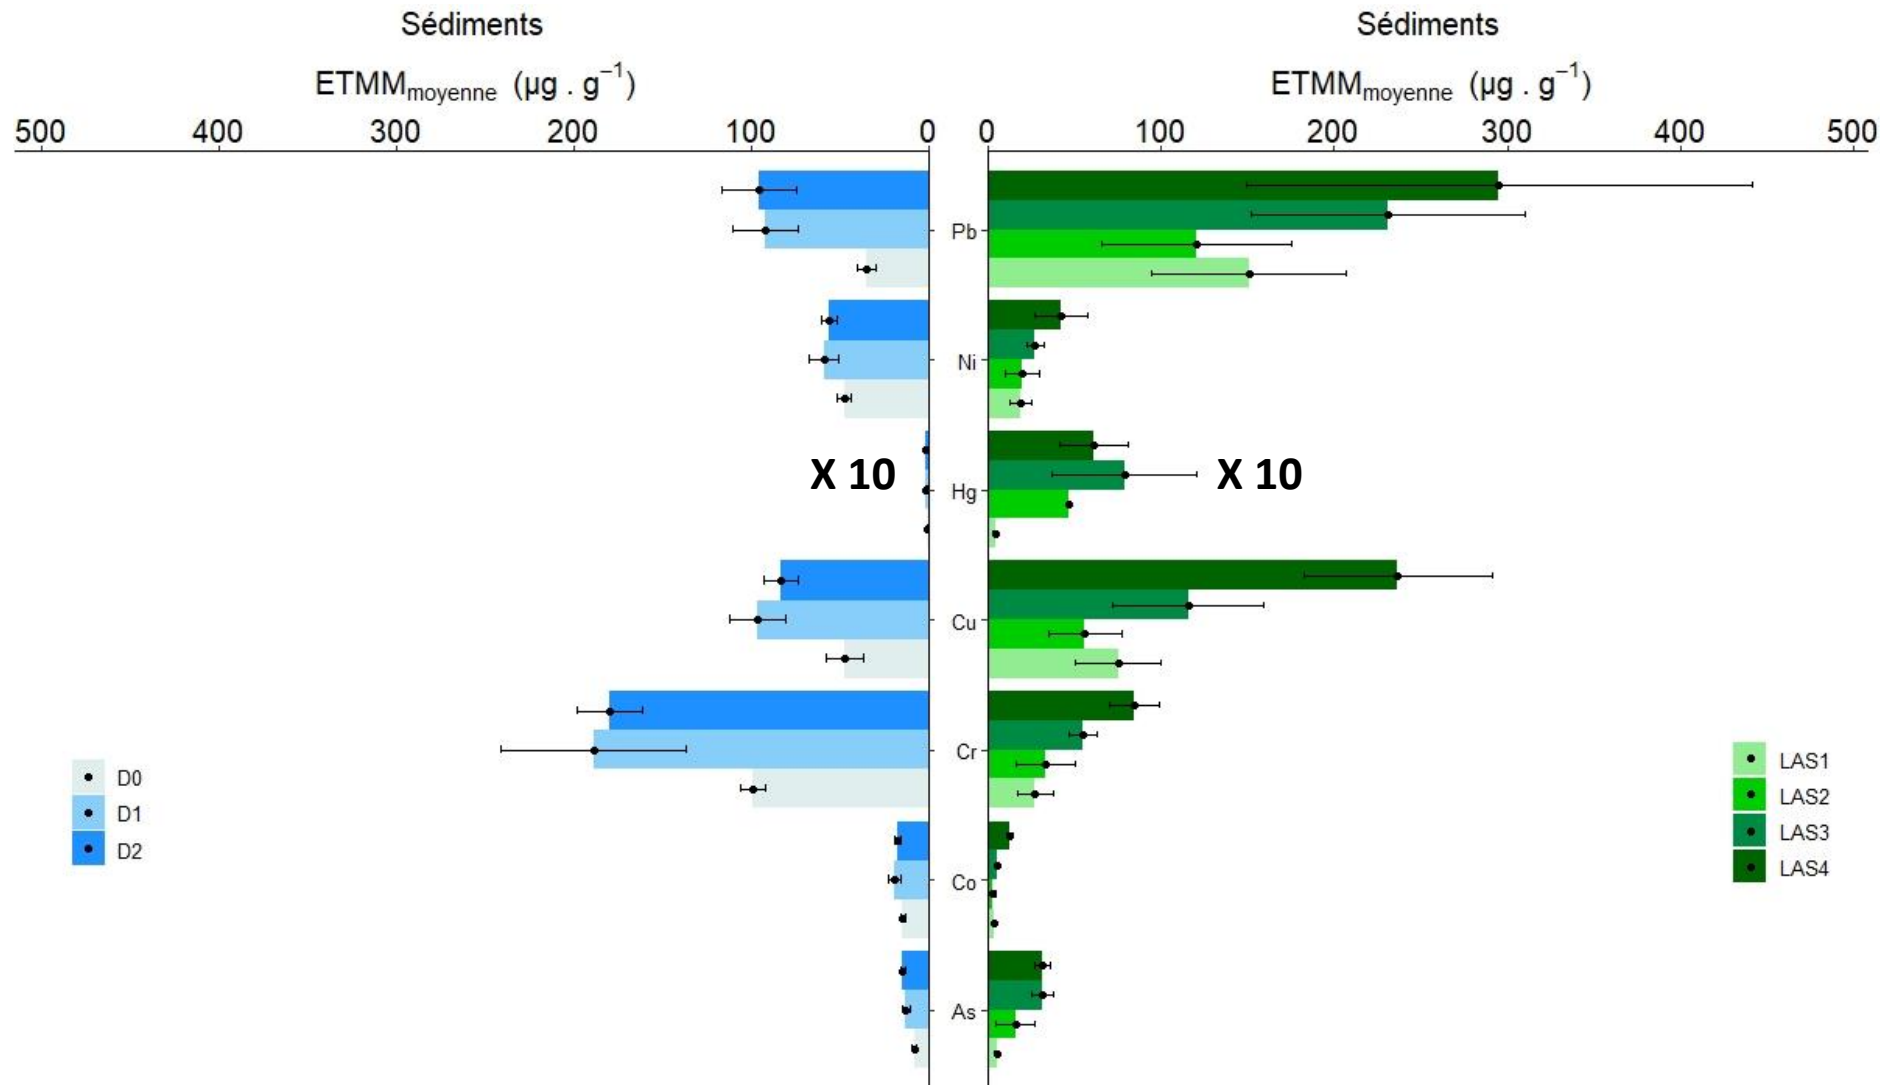 Sédiments
ETMMmoyenne (µg . g⁻¹)
500 400 300 200 100 0
Sédiments
ETMMmoyenne (µg . g⁻¹)
0 100 200 300 400 500
Pb
Ni
X 10
Hg
X 10
Cu
Cr
Co
As
D0
D1
D2
LAS1
LAS2
LAS3
LAS4